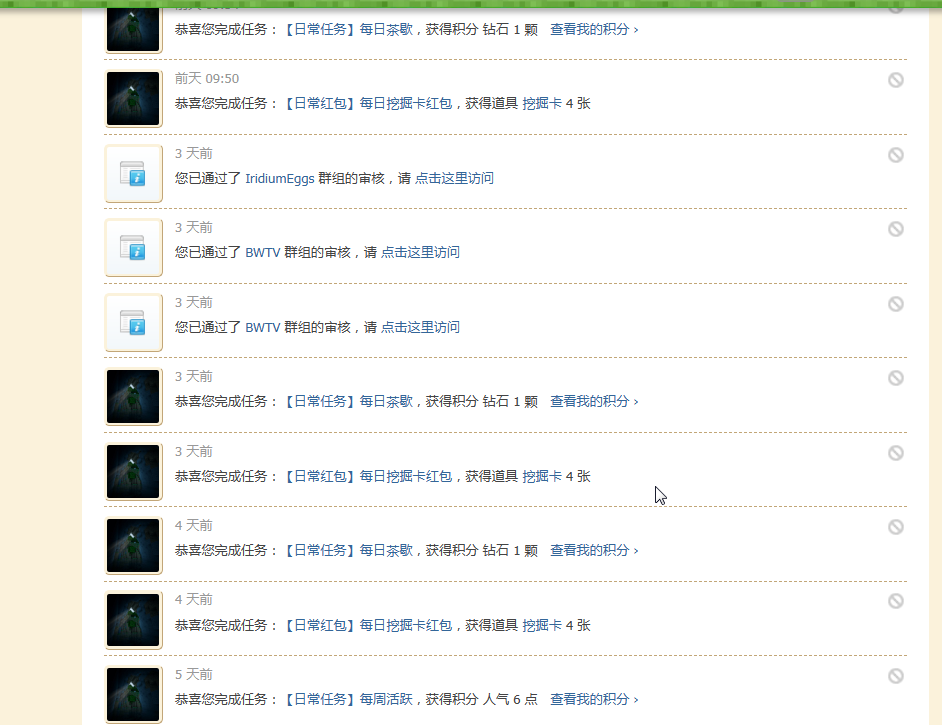 恭喜您完成任务：【日常任务】每日茶歇，获得积分 钻石 1 颗 查看我的积分 ›
前天 09:50
恭喜您完成任务：【日常红包】每日挖掘卡红包，获得道具 挖掘卡 4 张
3 天前
您已通过了 IridiumEggs 群组的审核，请 点击这里访问
3 天前
您已通过了 BWTV 群组的审核，请 点击这里访问
3 天前
您已通过了 BWTV 群组的审核，请 点击这里访问
3 天前
恭喜您完成任务：【日常任务】每日茶歇，获得积分 钻石 1 颗 查看我的积分 ›
3 天前
恭喜您完成任务：【日常红包】每日挖掘卡红包，获得道具 挖掘卡 4 张
4 天前
恭喜您完成任务：【日常任务】每日茶歇，获得积分 钻石 1 颗 查看我的积分 ›
4 天前
恭喜您完成任务：【日常红包】每日挖掘卡红包，获得道具 挖掘卡 4 张
5 天前
恭喜您完成任务：【日常任务】每周活跃，获得积分 人气 6 点 查看我的积分 ›